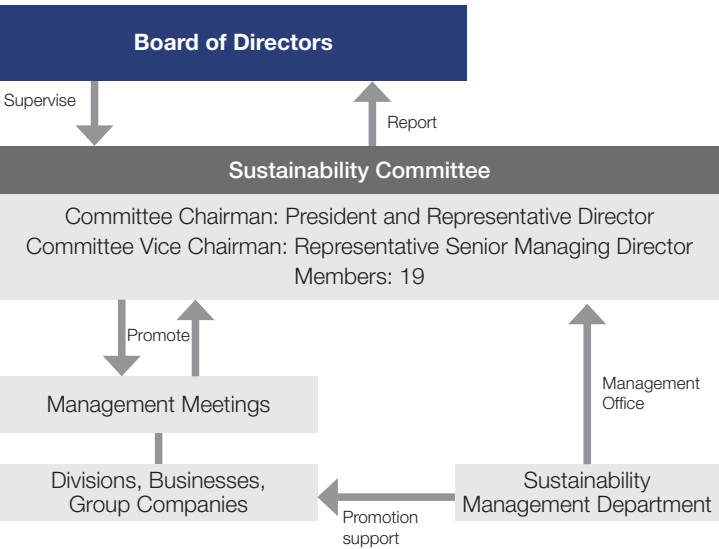 Board of Directors
Supervise
Report
Sustainability Committee
Committee Chairman: President and Representative Director
Committee Vice Chairman: Representative Senior Managing Director
Members: 19
Promote
Management
Office
Management Meetings
Divisions, Businesses,
Group Companies
Sustainability
Management Department
Promotion
support